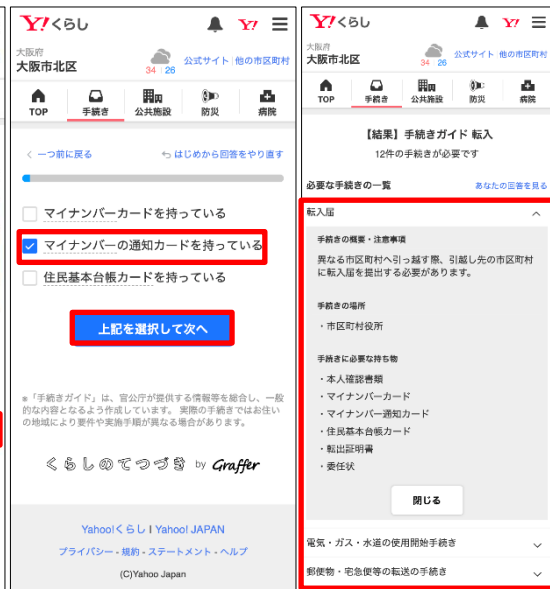 Y!くらし
Y!
大阪府
大阪市北区
34 | 26
公式サイト | 他の市区町村
TOP
手続き
公共施設
防災
病院
一つ前に戻る
はじめから回答をやり直す
マイナンバーカードを持っている
マイナンバーの通知カードを持っている
住民基本台帳カードを持っている
上記を選択して次へ
※「手続きガイド」は、官公庁が提供する情報等を総合し、一般
的な内容となるよう作成しています。実際の手続きではお住い
の地域により要件や実施手順が異なる場合があります。
くらしのてつづき by Graffer
Yahoo!くらし | Yahoo! JAPAN
プライバシー - 規約 - ステートメント - ヘルプ
(C)Yahoo Japan
Y!くらし
Y!
大阪府
大阪市北区
34 | 26
公式サイト | 他の市区町村
TOP
手続き
公共施設
防災
病院
【結果】手続きガイド 転入
12件の手続きが必要です
必要な手続きの一覧
あなたの回答を見る
転入届
手続きの概要・注意事項
異なる市区町村へ引っ越す際、引越し先の市区町村
に転入届を提出する必要があります。
手続きの場所
・市区町村役所
手続きに必要な持ち物
・本人確認書類
・マイナンバーカード
・マイナンバー通知カード
・住民基本台帳カード
・転出証明書
・委任状
閉じる
電気・ガス・水道の使用開始手続き
郵便物・宅急便等の転送の手続き